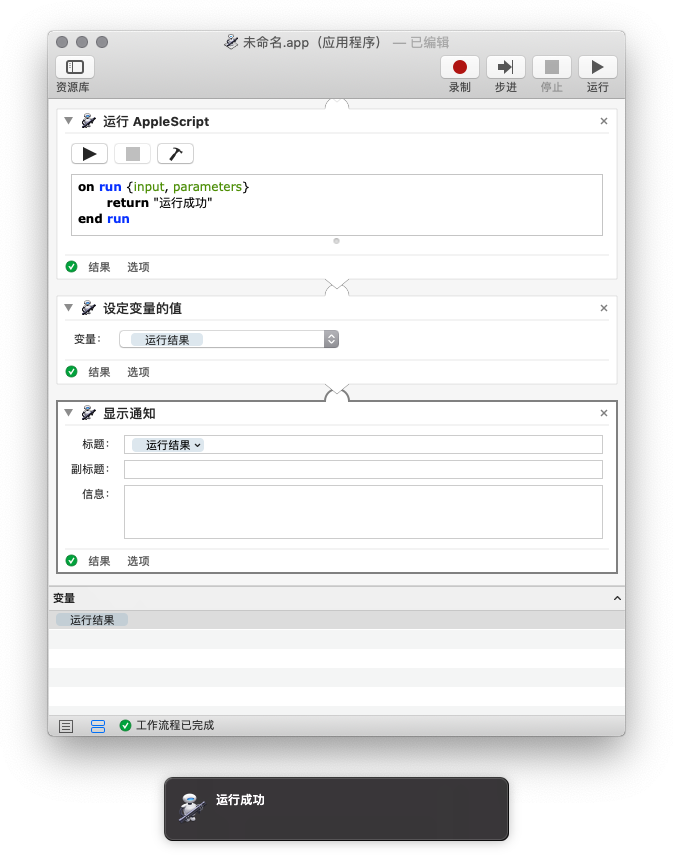 未命名.app（应用程序） — 已编辑
资源库 录制 步进 停止 运行
运行 AppleScript
on run {input, parameters}
return "运行成功"
end run
结果 选项
设定变量的值
变量： 运行结果
结果 选项
显示通知
标题： 运行结果
副标题：
信息：
结果 选项
变量
运行结果
工作流程已完成
运行成功